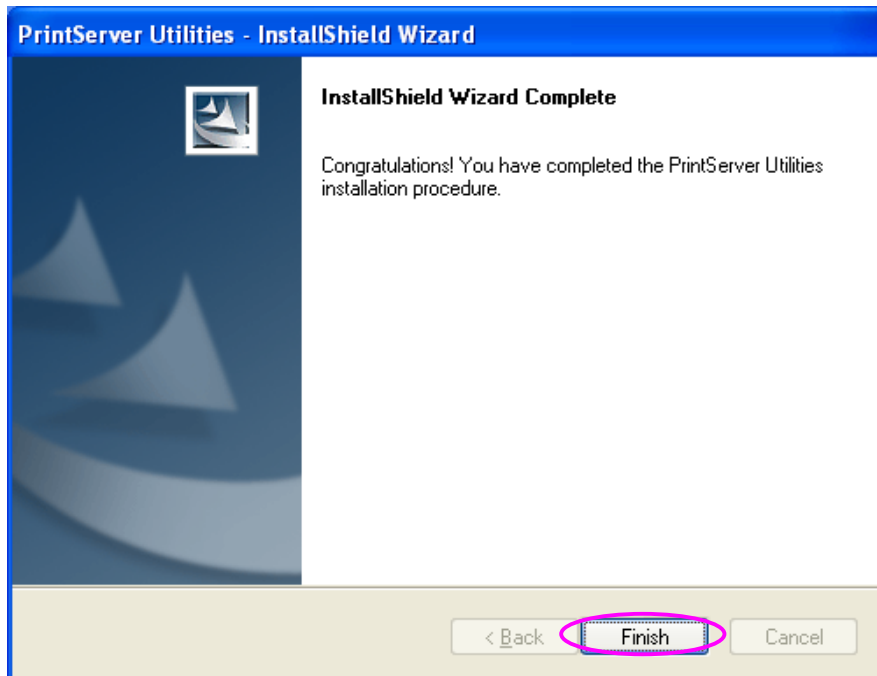 PrintServer Utilities - InstallShield Wizard
InstallShield Wizard Complete
Congratulations! You have completed the PrintServer Utilities
installation procedure.
< Back Finish Cancel